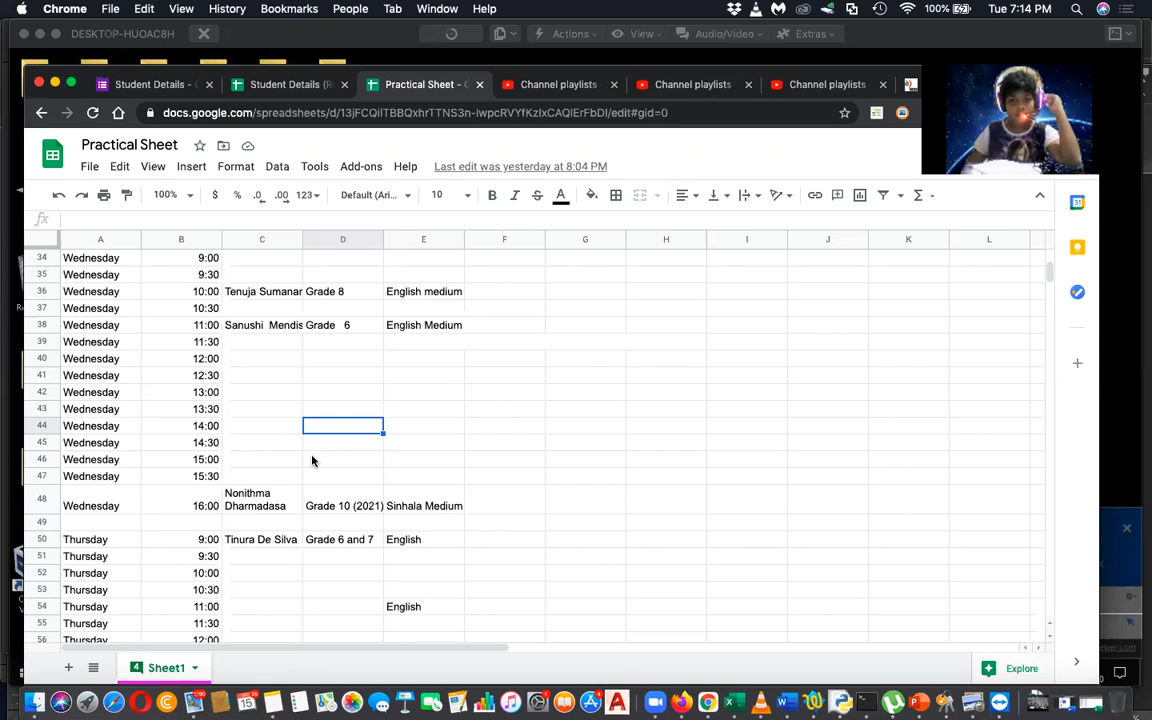 Chrome File Edit View History Bookmarks People Tab Window Help 100% Tue 7:14 PM
DESKTOP-HUOAC8H Actions View Audio/Video Extras
Student Details - Student Details (R Practical Sheet - Channel playlists Channel playlists Channel playlists
docs.google.com/spreadsheets/d/13jFCQilTBBQxhrTTNS3n-iwpcRVYfKzIxCAQlErFbDI/edit#gid=0
Practical Sheet
File Edit View Insert Format Data Tools Add-ons Help Last edit was yesterday at 8:04 PM
100% $ % .0 .00 123 Default (Ari... 10 B I S A
fx
A B C D E F G H I J K L
34 Wednesday 9:00
35 Wednesday 9:30
36 Wednesday 10:00 Tenuja Sumanar Grade 8 English medium
37 Wednesday 10:30
38 Wednesday 11:00 Sanushi Mendis Grade 6 English Medium
39 Wednesday 11:30
40 Wednesday 12:00
41 Wednesday 12:30
42 Wednesday 13:00
43 Wednesday 13:30
44 Wednesday 14:00
45 Wednesday 14:30
46 Wednesday 15:00
47 Wednesday 15:30
48 Wednesday 16:00 Nonithma Dharmadasa Grade 10 (2021) Sinhala Medium
49
50 Thursday 9:00 Tinura De Silva Grade 6 and 7 English
51 Thursday 9:30
52 Thursday 10:00
53 Thursday 10:30
54 Thursday 11:00 English
55 Thursday 11:30
56 Thursday 12:00
4 Sheet1 Explore